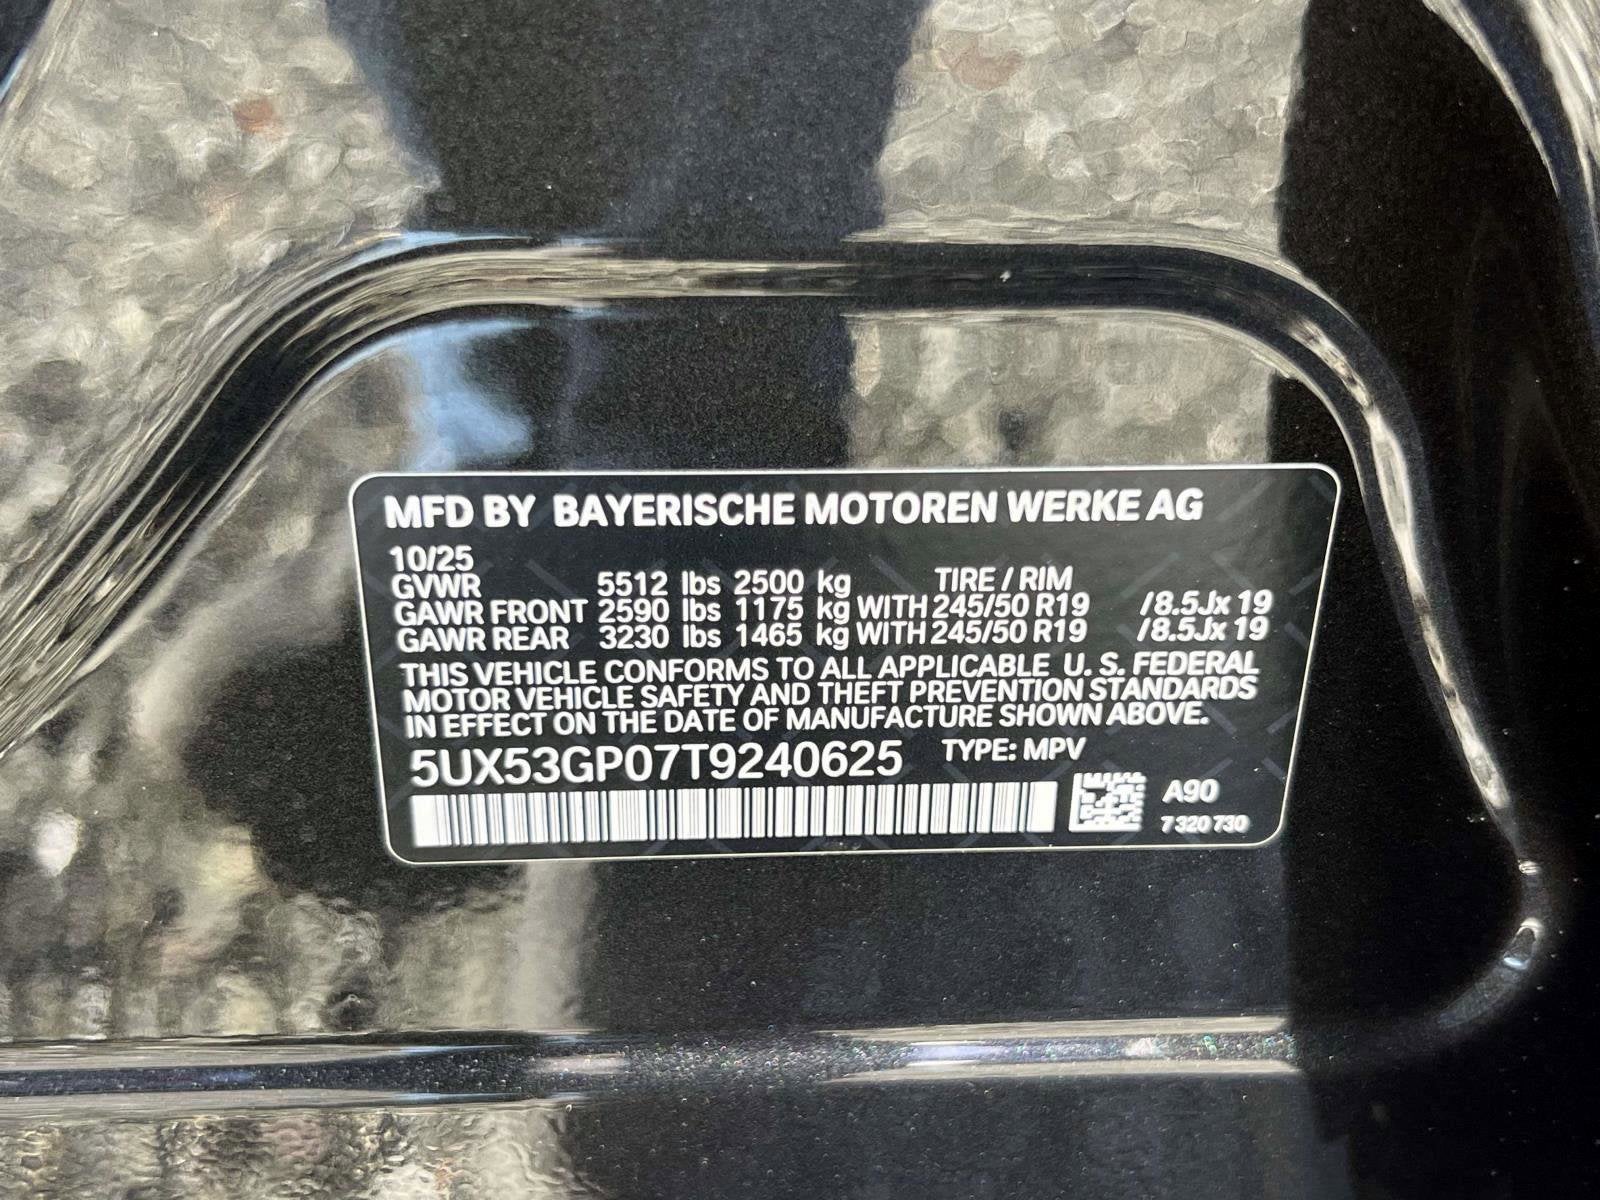 MFD BY BAYERISCHE MOTOREN WERKE AG
10/25
GVWR 5512 lbs 2500 kg TIRE / RIM
GAWR FRONT 2590 lbs 1175 kg WITH 245/50 R19 /8.5Jx 19
GAWR REAR 3230 lbs 1465 kg WITH 245/50 R19 /8.5Jx 19
THIS VEHICLE CONFORMS TO ALL APPLICABLE U. S. FEDERAL
MOTOR VEHICLE SAFETY AND THEFT PREVENTION STANDARDS
IN EFFECT ON THE DATE OF MANUFACTURE SHOWN ABOVE.
5UX53GP07T9240625 TYPE: MPV
A90
7 320 730